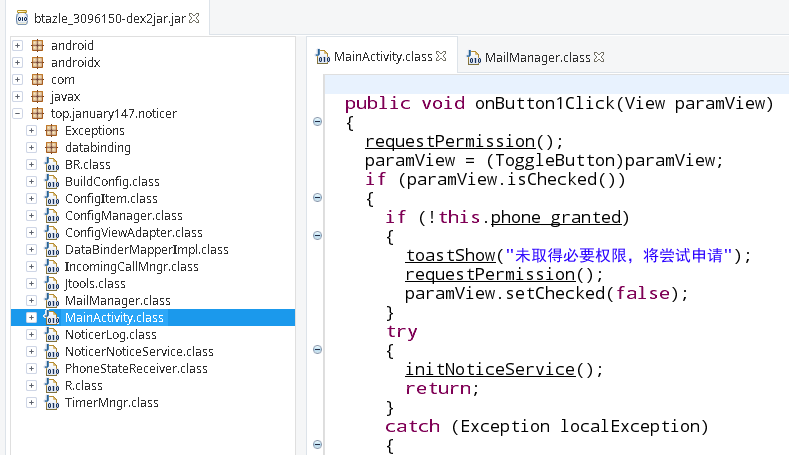 btazle_3096150-dex2jar.jar
android
androidx
com
javax
top.january147.noticer
Exceptions
databinding
BR.class
BuildConfig.class
ConfigItem.class
ConfigManager.class
ConfigViewAdapter.class
DataBinderMapperImpl.class
IncomingCallMngr.class
Jtools.class
MailManager.class
MainActivity.class
NoticerLog.class
NoticerNoticeService.class
PhoneStateReceiver.class
R.class
TimerMngr.class
MainActivity.class
MailManager.class
public void onButton1Click(View paramView)
{
requestPermission();
paramView = (ToggleButton)paramView;
if (paramView.isChecked())
{
if (!this.phone_granted)
{
toastShow("未取得必要权限，将尝试申请");
requestPermission();
paramView.setChecked(false);
}
try
{
initNoticeService();
return;
}
catch (Exception localException)
{